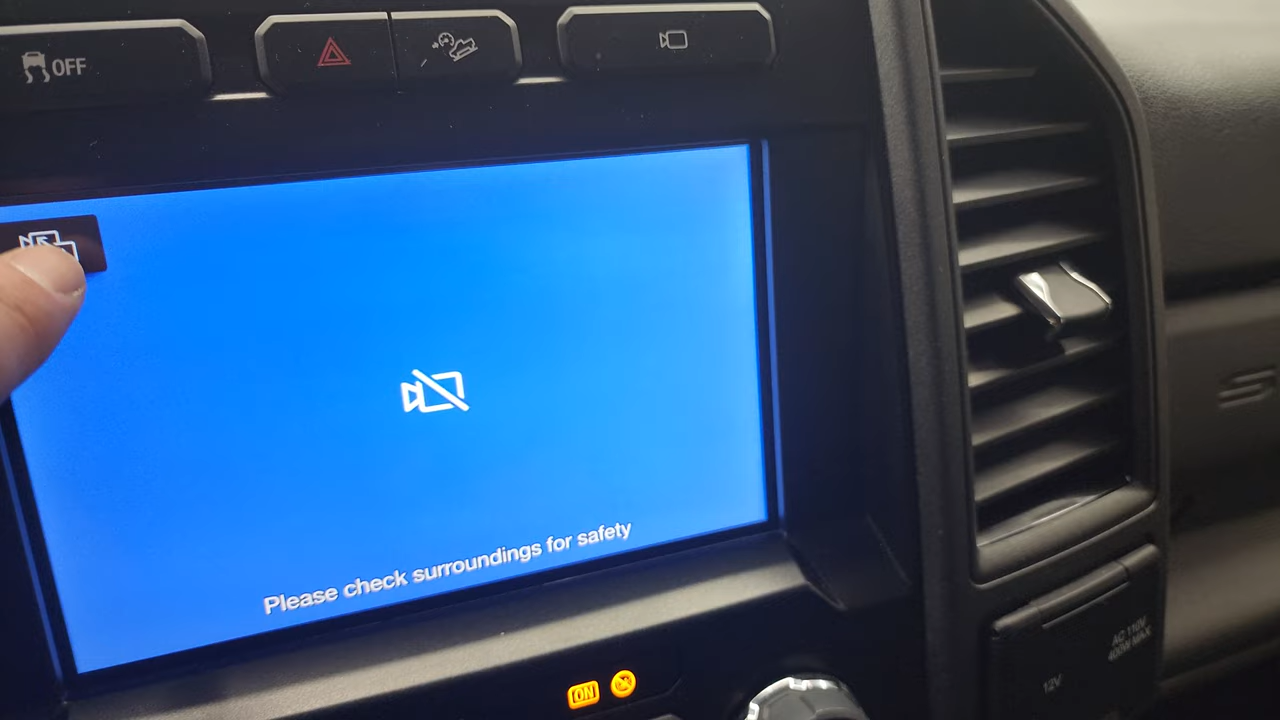 OFF
Please check surroundings for safety
AC 110V
400W MAX
12V
ON